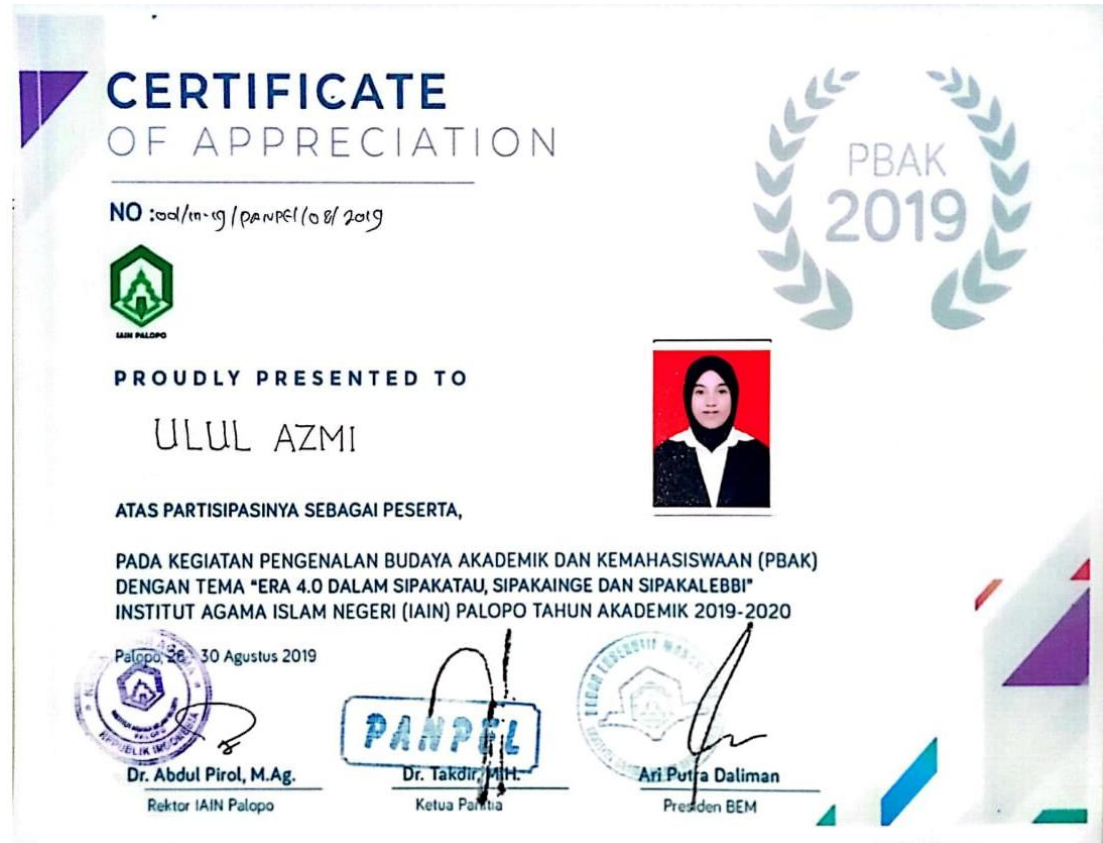 CERTIFICATE
OF APPRECIATION
PBAK
2019
NO :001/in-19/PANPEL/08/2019
IAIN PALOPO
PROUDLY PRESENTED TO
ULUL AZMI
ATAS PARTISIPASINYA SEBAGAI PESERTA,
PADA KEGIATAN PENGENALAN BUDAYA AKADEMIK DAN KEMAHASISWAAN (PBAK)
DENGAN TEMA "ERA 4.0 DALAM SIPAKATAU, SIPAKAINGE DAN SIPAKALEBBI"
INSTITUT AGAMA ISLAM NEGERI (IAIN) PALOPO TAHUN AKADEMIK 2019-2020
Palopo, 28 - 30 Agustus 2019
REPUBLIK INDONESIA
PANPEL
Dr. Abdul Pirol, M.Ag.
Rektor IAIN Palopo
Dr. Takdir, M.H.
Ketua Panitia
Ari Putra Daliman
Presiden BEM